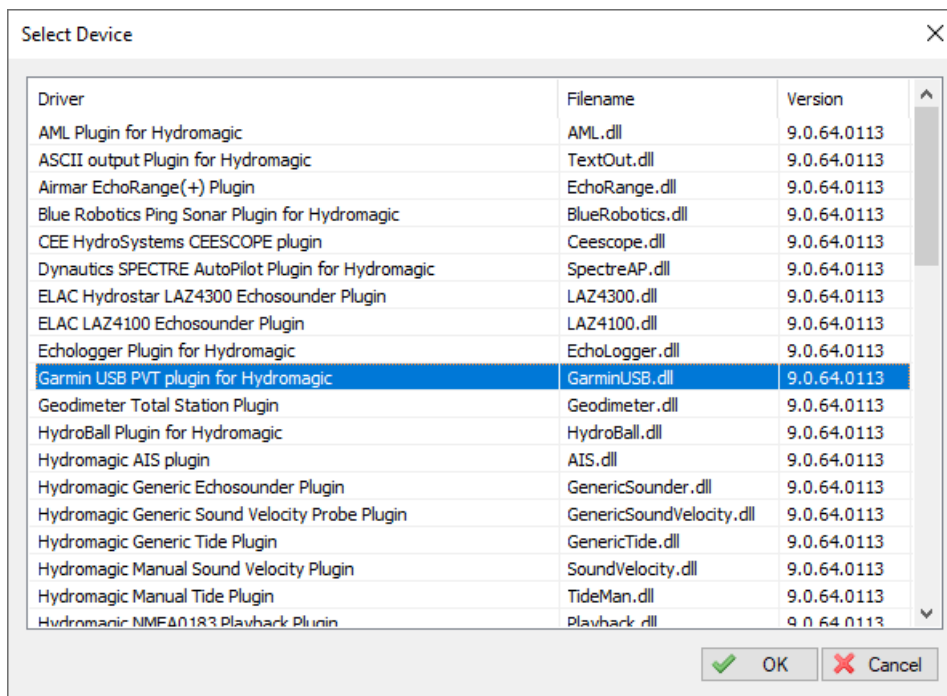 Select Device
Driver Filename Version
AML Plugin for Hydromagic AML.dll 9.0.64.0113
ASCII output Plugin for Hydromagic TextOut.dll 9.0.64.0113
Airmar EchoRange(+) Plugin EchoRange.dll 9.0.64.0113
Blue Robotics Ping Sonar Plugin for Hydromagic BlueRobotics.dll 9.0.64.0113
CEE HydroSystems CEESCOPE plugin Ceescope.dll 9.0.64.0113
Dynautics SPECTRE AutoPilot Plugin for Hydromagic SpectreAP.dll 9.0.64.0113
ELAC Hydrostar LAZ4300 Echosounder Plugin LAZ4300.dll 9.0.64.0113
ELAC LAZ4100 Echosounder Plugin LAZ4100.dll 9.0.64.0113
Echologger Plugin for Hydromagic EchoLogger.dll 9.0.64.0113
Garmin USB PVT plugin for Hydromagic GarminUSB.dll 9.0.64.0113
Geodimeter Total Station Plugin Geodimeter.dll 9.0.64.0113
HydroBall Plugin for Hydromagic HydroBall.dll 9.0.64.0113
Hydromagic AIS plugin AIS.dll 9.0.64.0113
Hydromagic Generic Echosounder Plugin GenericSounder.dll 9.0.64.0113
Hydromagic Generic Sound Velocity Probe Plugin GenericSoundVelocity.dll 9.0.64.0113
Hydromagic Generic Tide Plugin GenericTide.dll 9.0.64.0113
Hydromagic Manual Sound Velocity Plugin SoundVelocity.dll 9.0.64.0113
Hydromagic Manual Tide Plugin TideMan.dll 9.0.64.0113
Hydromagic NMEA0183 Playback Plugin Playback.dll 9.0.64.0113
OK Cancel